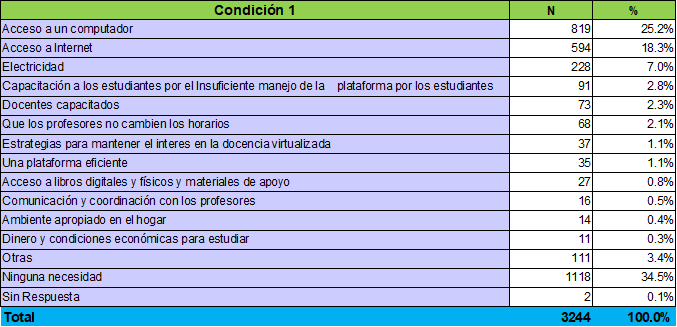 Condición 1 N %
Acceso a un computador 819 25.2%
Acceso a Internet 594 18.3%
Electricidad 228 7.0%
Capacitación a los estudiantes por el Insuficiente manejo de la plataforma por los estudiantes 91 2.8%
Docentes capacitados 73 2.3%
Que los profesores no cambien los horarios 68 2.1%
Estrategias para mantener el interes en la docencia virtualizada 37 1.1%
Una plataforma eficiente 35 1.1%
Acceso a libros digitales y físicos y materiales de apoyo 27 0.8%
Comunicación y coordinación con los profesores 16 0.5%
Ambiente apropiado en el hogar 14 0.4%
Dinero y condiciones económicas para estudiar 11 0.3%
Otras 111 3.4%
Ninguna necesidad 1118 34.5%
Sin Respuesta 2 0.1%
Total 3244 100.0%